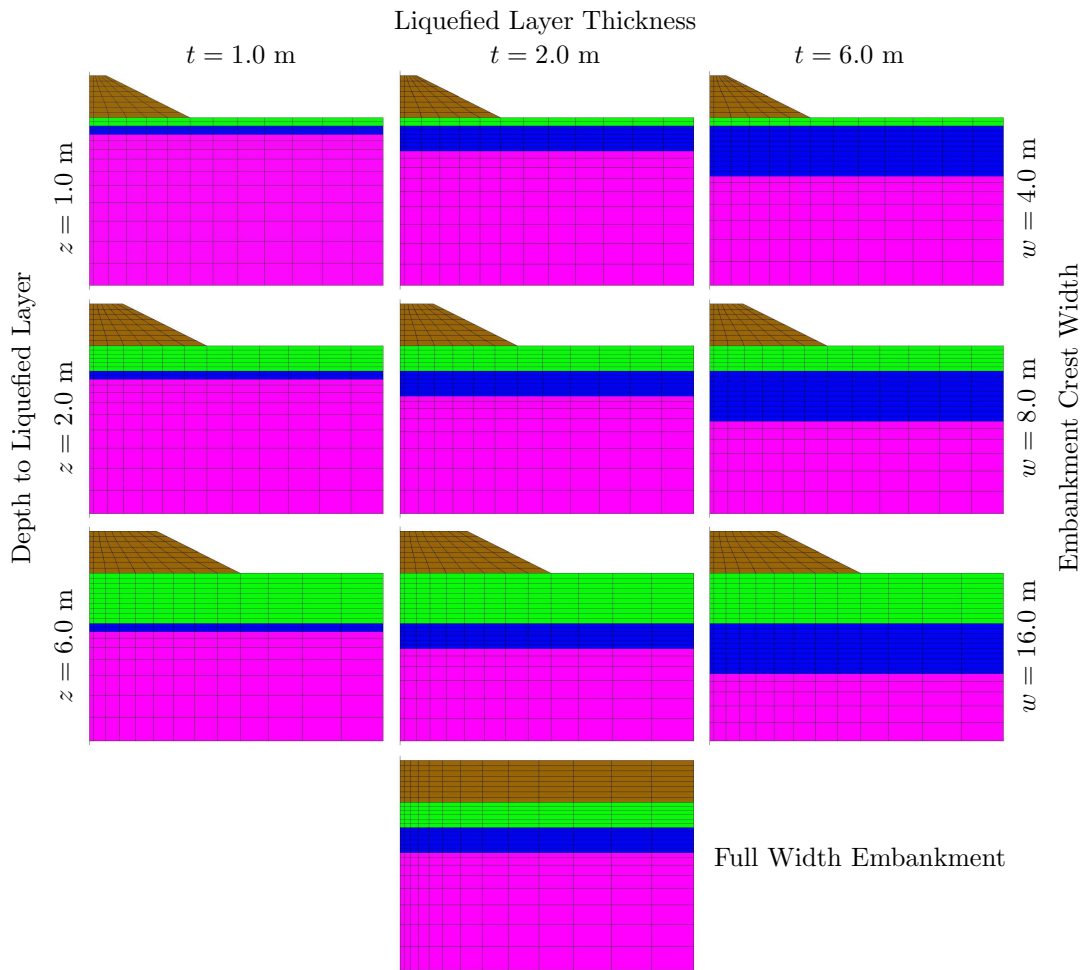 Liquefied Layer Thickness
t = 1.0 m
t = 2.0 m
t = 6.0 m
Depth to Liquefied Layer
z = 1.0 m
z = 2.0 m
z = 6.0 m
w = 4.0 m
w = 8.0 m
w = 16.0 m
Embankment Crest Width
Full Width Embankment